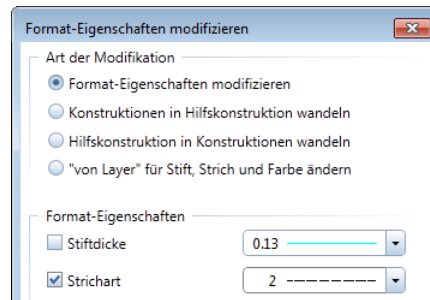 Format-Eigenschaften modifizieren
Art der Modifikation
Format-Eigenschaften modifizieren
Konstruktionen in Hilfskonstruktion wandeln
Hilfskonstruktion in Konstruktionen wandeln
"von Layer" für Stift, Strich und Farbe ändern
Format-Eigenschaften
Stiftdicke 0.13
Strichart 2